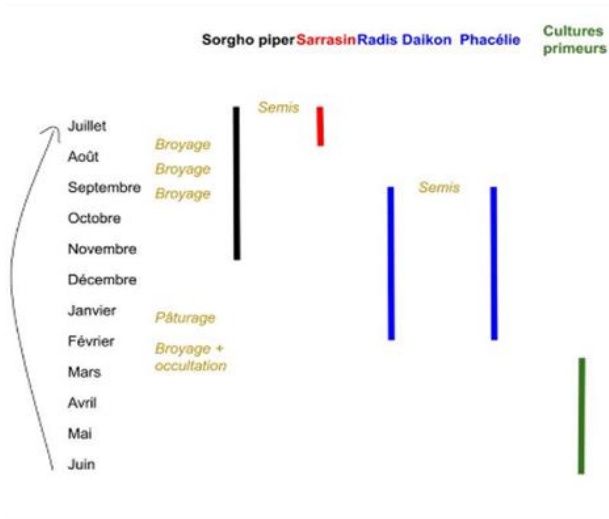 Sorgho piper Sarrasin Radis Daikon Phacélie Cultures
primeurs
Semis
Juillet
Broyage
Août
Broyage
Septembre Broyage Semis
Octobre
Novembre
Décembre
Janvier
Pâturage
Février
Broyage +
occultation
Mars
Avril
Mai
Juin